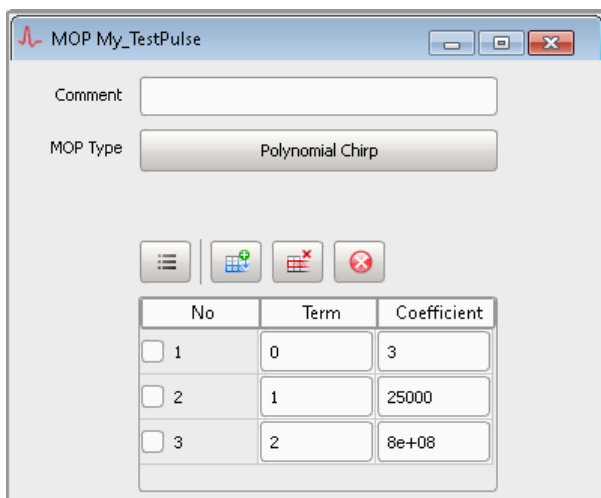 MOP My_TestPulse
Comment
MOP Type Polynomial Chirp
No Term Coefficient
1 0 3
2 1 25000
3 2 8e+08